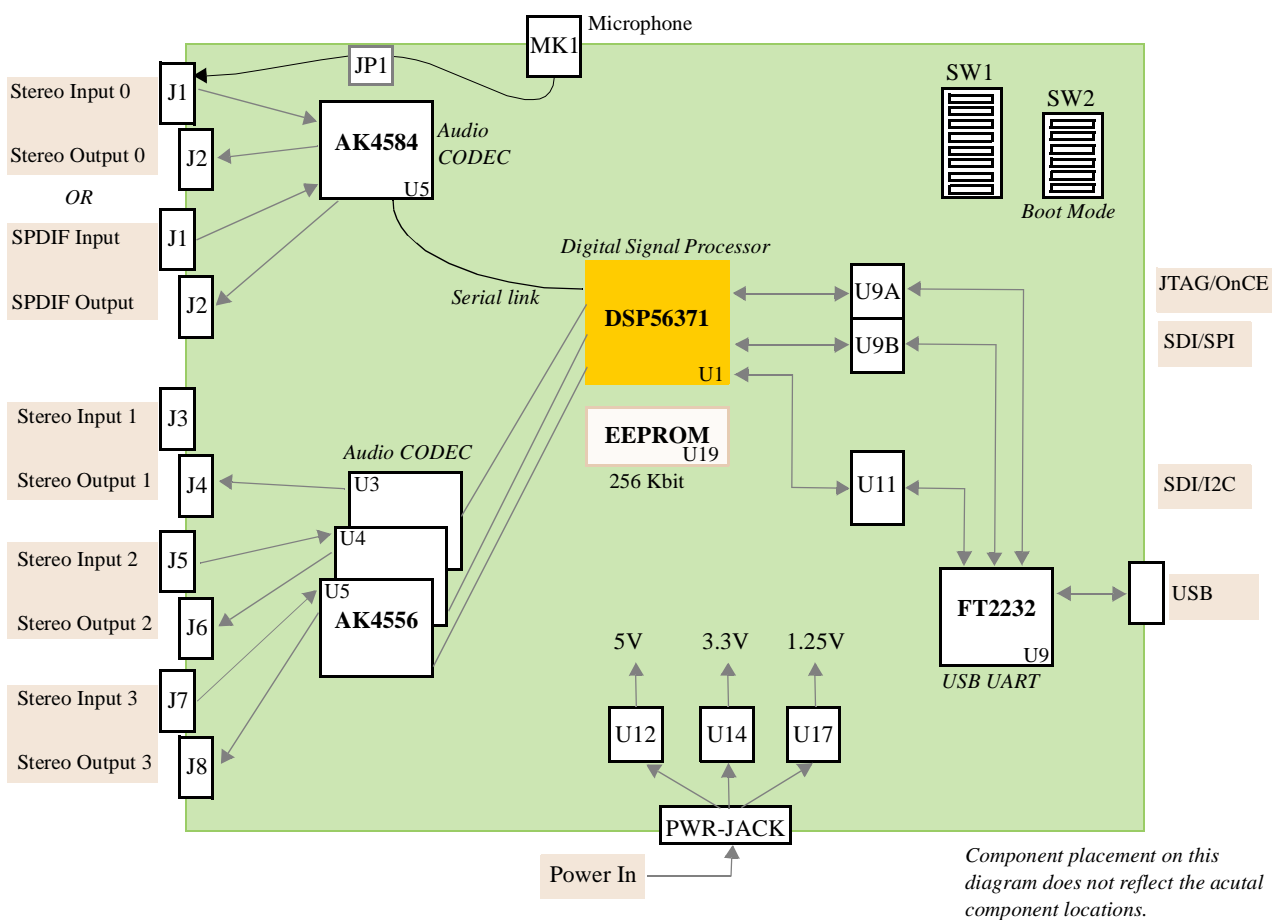 Microphone
MK1
JP1
SW1
SW2
Boot Mode
Stereo Input 0
J1
Stereo Output 0
J2
OR
SPDIF Input
J1
SPDIF Output
J2
AK4584
U5
Audio
CODEC
Serial link
Digital Signal Processor
DSP56371
U1
U9A
U9B
JTAG/OnCE
SDI/SPI
EEPROM
U19
256 Kbit
U11
SDI/I2C
Stereo Input 1
J3
Stereo Output 1
J4
Audio CODEC
U3
Stereo Input 2
J5
U4
Stereo Output 2
J6
U5
AK4556
Stereo Input 3
J7
Stereo Output 3
J8
FT2232
U9
USB UART
USB
5V
3.3V
1.25V
U12
U14
U17
PWR-JACK
Power In
Component placement on this
diagram does not reflect the acutal
component locations.